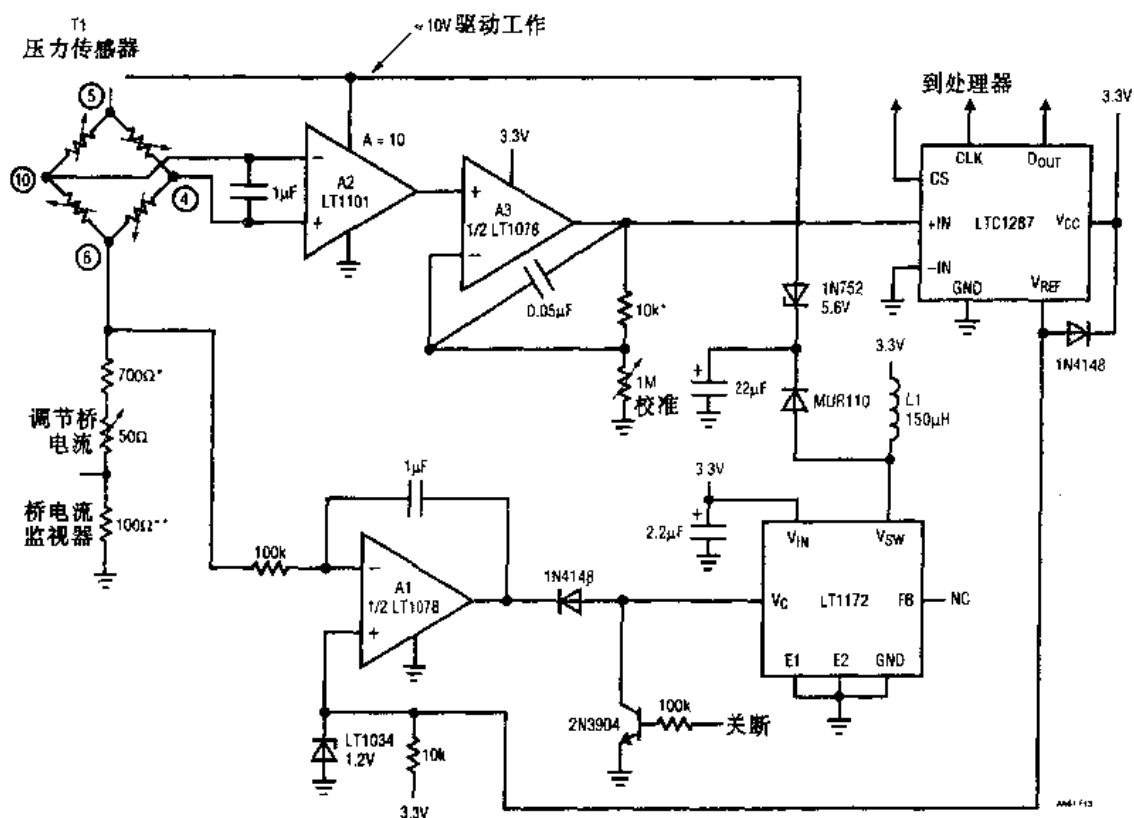 T1
压力传感器
≈10V 驱动工作
到处理器
3.3V
5
10
4
6
1μF
A = 10
−
A2
LT1101
+
3.3V
+
A3
1/2 LT1078
−
0.05μF
10k*
1M
校准
CLK
DOUT
CS
+IN
LTC1287
VCC
−IN
GND
VREF
1N4148
1N752
5.6V
+
22μF
MUR110
3.3V
L1
150μH
700Ω*
调节桥
电流
50Ω
桥电流
监视器
100Ω**
100k
1μF
−
A1
1/2 LT1078
+
1N4148
3.3V
+
2.2μF
VIN
VSW
VC
LT1172
FB
NC
E1
E2
GND
LT1034
1.2V
10k
3.3V
2N3904
100k
关断
AN61 F13